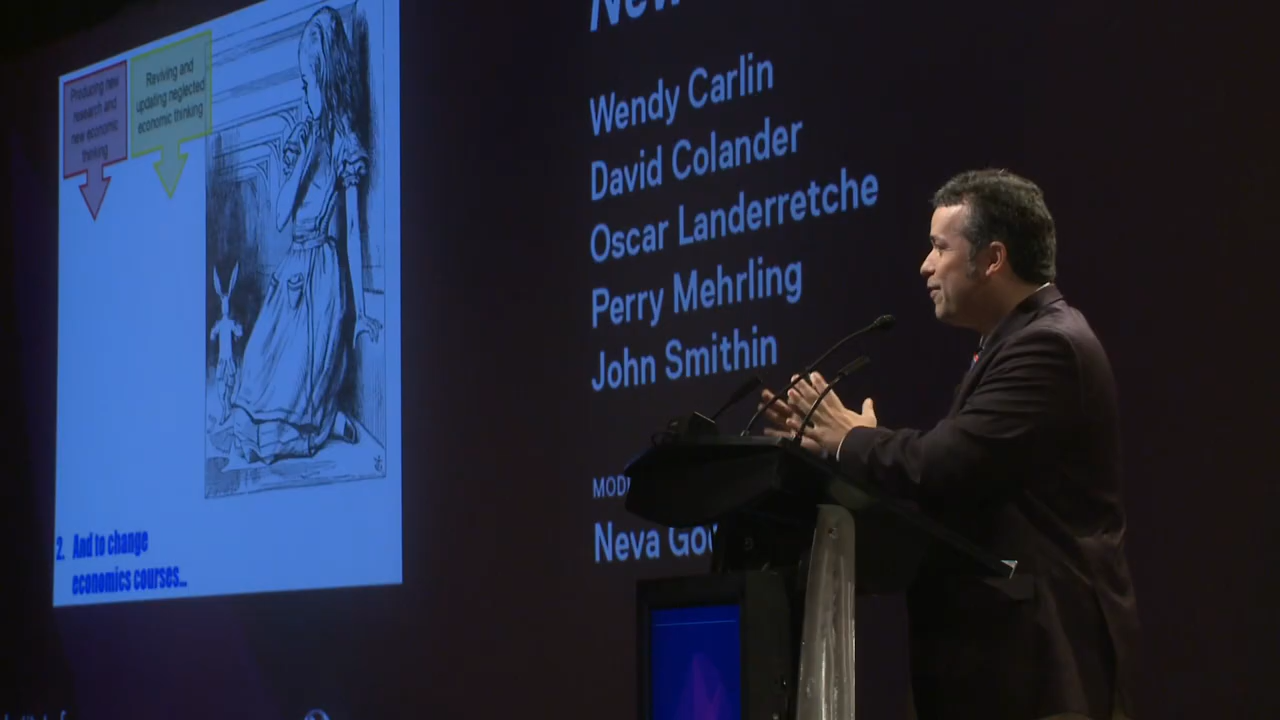 Producing new
research and
new economic
thinking
Reviving and
updating neglected
economic thinking
2. And to change
economics courses...
New
Wendy Carlin
David Colander
Oscar Landerretche
Perry Mehrling
John Smithin
Neva